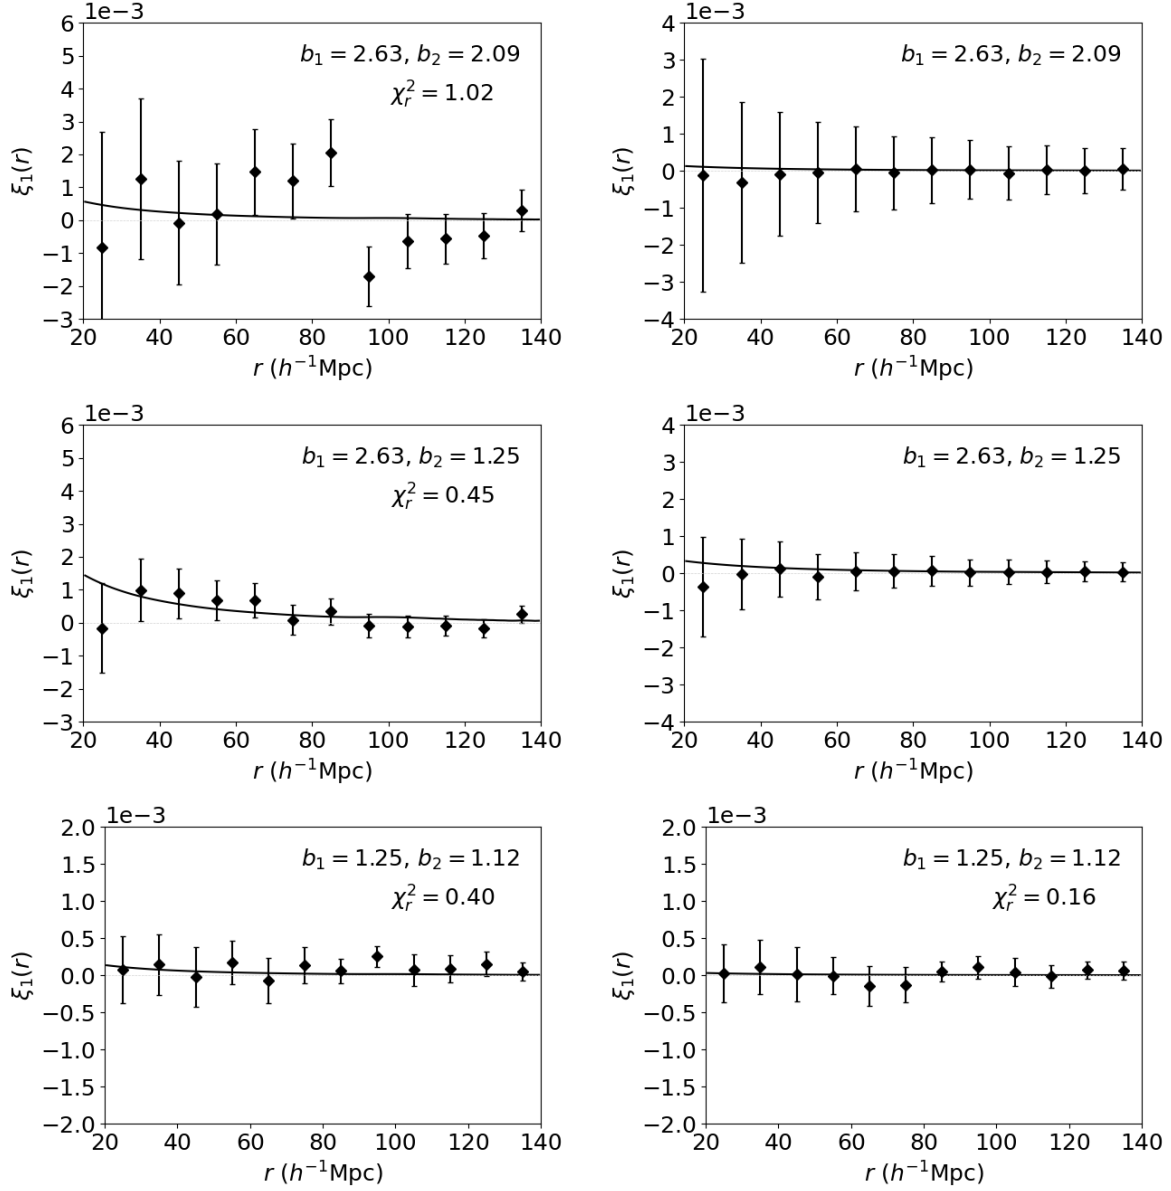 1e−3
b₁ = 2.63, b₂ = 2.09
χ²ᵣ = 1.02
6
5
4
3
2
1
0
−1
−2
−3
ξ₁(r)
20 40 60 80 100 120 140
r (h⁻¹Mpc)
1e−3
b₁ = 2.63, b₂ = 2.09
4
3
2
1
0
−1
−2
−3
−4
ξ₁(r)
20 40 60 80 100 120 140
r (h⁻¹Mpc)
1e−3
b₁ = 2.63, b₂ = 1.25
χ²ᵣ = 0.45
6
5
4
3
2
1
0
−1
−2
−3
ξ₁(r)
20 40 60 80 100 120 140
r (h⁻¹Mpc)
1e−3
b₁ = 2.63, b₂ = 1.25
4
3
2
1
0
−1
−2
−3
−4
ξ₁(r)
20 40 60 80 100 120 140
r (h⁻¹Mpc)
1e−3
b₁ = 1.25, b₂ = 1.12
χ²ᵣ = 0.40
2.0
1.5
1.0
0.5
0.0
−0.5
−1.0
−1.5
−2.0
ξ₁(r)
20 40 60 80 100 120 140
r (h⁻¹Mpc)
1e−3
b₁ = 1.25, b₂ = 1.12
χ²ᵣ = 0.16
2.0
1.5
1.0
0.5
0.0
−0.5
−1.0
−1.5
−2.0
ξ₁(r)
20 40 60 80 100 120 140
r (h⁻¹Mpc)